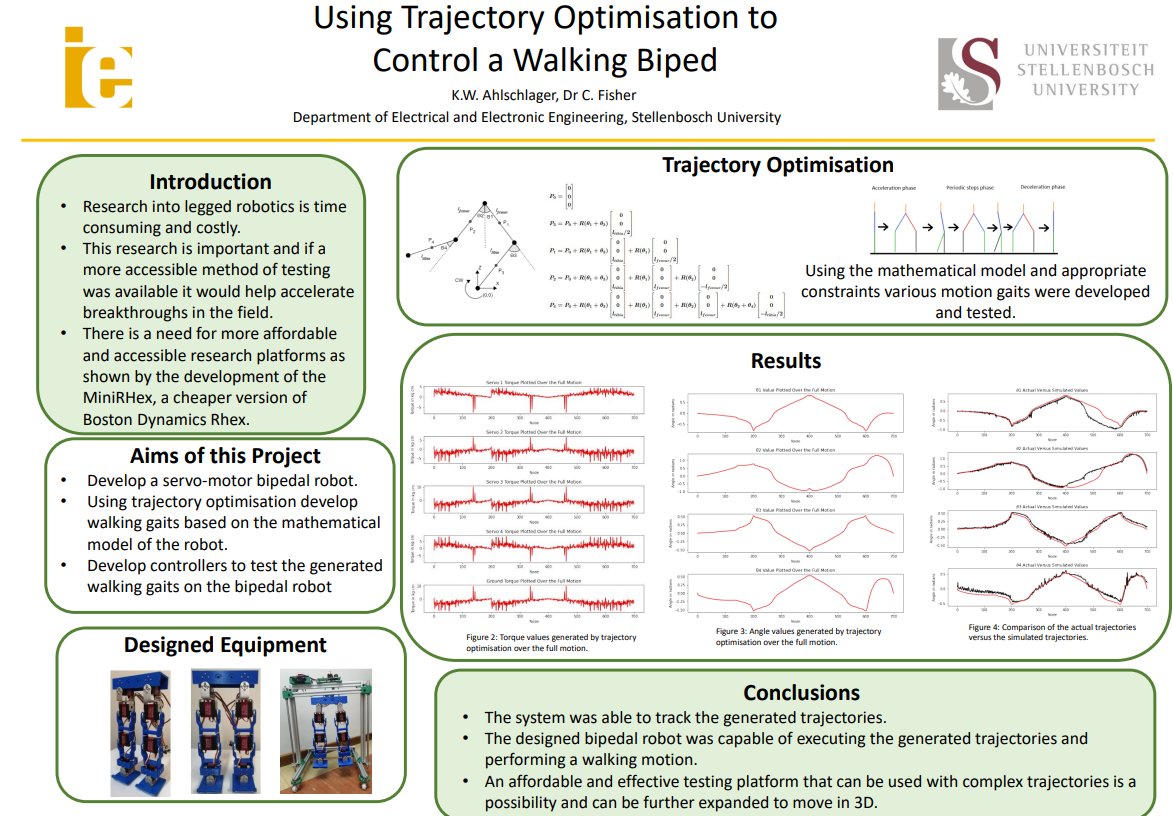 Using Trajectory Optimisation to
Control a Walking Biped
K.W. Ahlschlager, Dr C. Fisher
Department of Electrical and Electronic Engineering, Stellenbosch University
ie
UNIVERSITEIT
STELLENBOSCH
UNIVERSITY
Introduction
• Research into legged robotics is time
consuming and costly.
• This research is important and if a
more accessible method of testing
was available it would help accelerate
breakthroughs in the field.
• There is a need for more affordable
and accessible research platforms as
shown by the development of the
MiniRHex, a cheaper version of
Boston Dynamics Rhex.
Aims of this Project
• Develop a servo-motor bipedal robot.
• Using trajectory optimisation develop
walking gaits based on the mathematical
model of the robot.
• Develop controllers to test the generated
walking gaits on the bipedal robot
Designed Equipment
Trajectory Optimisation
Acceleration phase Periodic steps phase Deceleration phase
Using the mathematical model and appropriate
constraints various motion gaits were developed
and tested.
Results
Servo 1 Torque Plotted Over the Full Motion
Servo 2 Torque Plotted Over the Full Motion
Servo 3 Torque Plotted Over the Full Motion
Servo 4 Torque Plotted Over the Full Motion
Ground Torque Plotted Over the Full Motion
Figure 2: Torque values generated by trajectory
optimisation over the full motion.
θ1 Value Plotted Over the Full Motion
θ2 Value Plotted Over the Full Motion
θ3 Value Plotted Over the Full Motion
θ4 Value Plotted Over the Full Motion
Figure 3: Angle values generated by trajectory
optimisation over the full motion.
θ1 Actual Versus Simulated Values
θ2 Actual Versus Simulated Values
θ3 Actual Versus Simulated Values
θ4 Actual Versus Simulated Values
Figure 4: Comparison of the actual trajectories
versus the simulated trajectories.
Conclusions
• The system was able to track the generated trajectories.
• The designed bipedal robot was capable of executing the generated trajectories and
performing a walking motion.
• An affordable and effective testing platform that can be used with complex trajectories is a
possibility and can be further expanded to move in 3D.